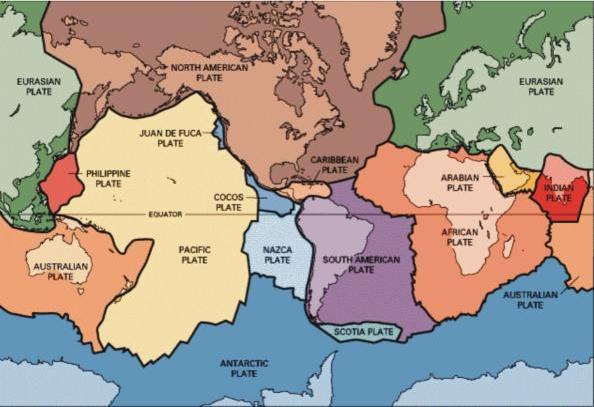 NORTH AMERICAN
PLATE
EURASIAN
PLATE
EURASIAN
PLATE
JUAN DE FUCA
PLATE
CARIBBEAN
PLATE
PHILIPPINE
PLATE
ARABIAN
PLATE
INDIAN
PLATE
COCOS
PLATE
EQUATOR
AFRICAN
PLATE
PACIFIC
PLATE
NAZCA
PLATE
SOUTH AMERICAN
PLATE
AUSTRALIAN
PLATE
AUSTRALIAN
PLATE
SCOTIA PLATE
ANTARCTIC
PLATE